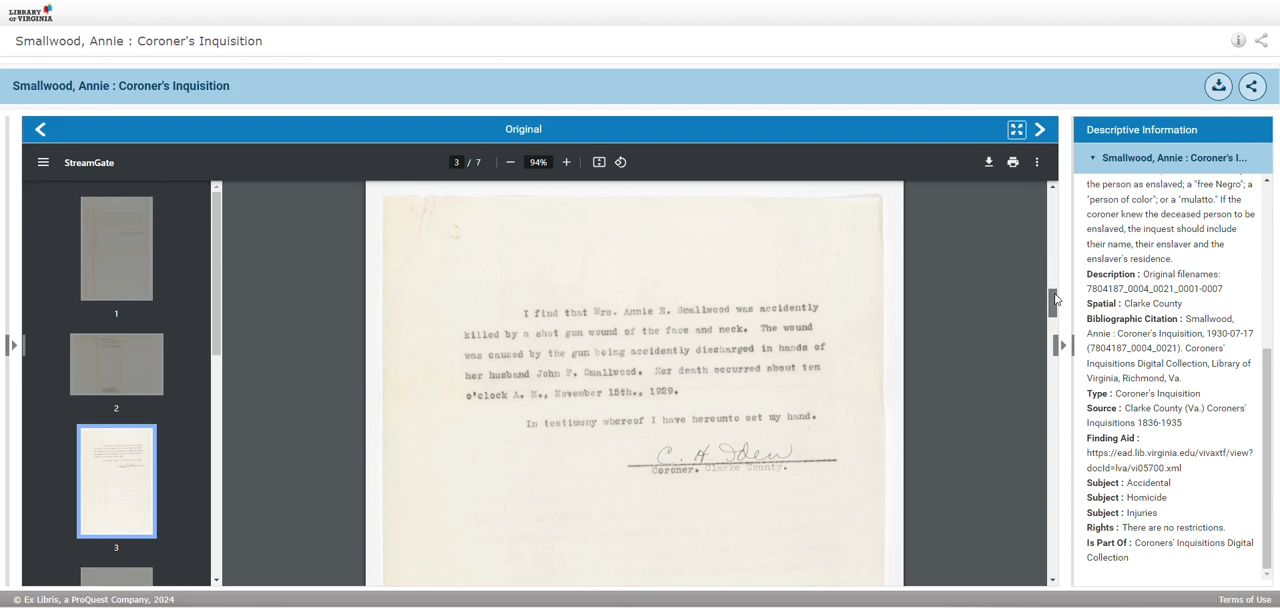 LIBRARY
OF VIRGINIA
Smallwood, Annie : Coroner's Inquisition
Smallwood, Annie : Coroner's Inquisition
Original
StreamGate
3 / 7
94%
1
2
3
I find that Mrs. Annie E. Smallwood was accidently
killed by a shot gun wound of the face and neck. The wound
was caused by the gun being accidently discharged in hands of
her husband John F. Smallwood. Her death occurred about ten
o'clock A. M., November 15th., 1929.
In testimony whereof I have hereunto set my hand.
C. H Iden
Coroner. Clarke County.
Descriptive Information
Smallwood, Annie : Coroner's I...
the person as enslaved; a "free Negro"; a
"person of color"; or a "mulatto." If the
coroner knew the deceased person to be
enslaved, the inquest should include
their name, their enslaver and the
enslaver's residence.
Description : Original filenames:
7804187_0004_0021_0001-0007
Spatial : Clarke County
Bibliographic Citation : Smallwood,
Annie : Coroner's Inquisition, 1930-07-17
(7804187_0004_0021). Coroners'
Inquisitions Digital Collection, Library of
Virginia, Richmond, Va.
Type : Coroner's Inquisition
Source : Clarke County (Va.) Coroners'
Inquisitions 1836-1935
Finding Aid :
https://ead.lib.virginia.edu/vivaxtf/view?
docId=lva/vi05700.xml
Subject : Accidental
Subject : Homicide
Subject : Injuries
Rights : There are no restrictions.
Is Part Of : Coroners' Inquisitions Digital
Collection
© Ex Libris, a ProQuest Company, 2024
Terms of Use